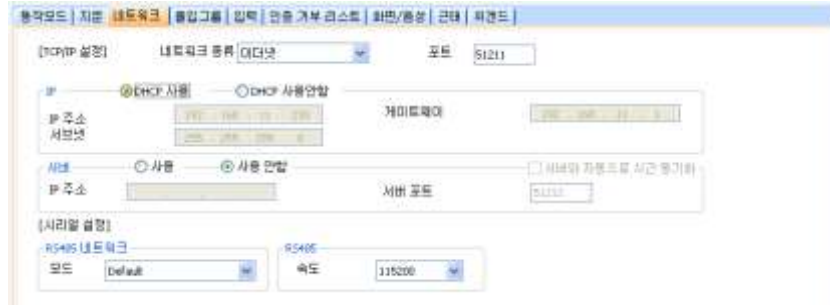 동작모드 | 지문 | 네트워크 | 출입그룹 | 입력 | 인증 거부 리스트 | 화면/음성 | 근태 | 위겐드 |
[TCP/IP 설정] 네트워크 종류 이더넷 포트 51211
IP DHCP 사용 DHCP 사용안함
IP 주소 게이트웨이
서브넷
서버 사용 사용 안함 서버와 자동으로 시간 동기화
IP 주소 서버 포트 51212
[시리얼 설정]
RS485 네트워크 RS485
모드 Default 속도 115200